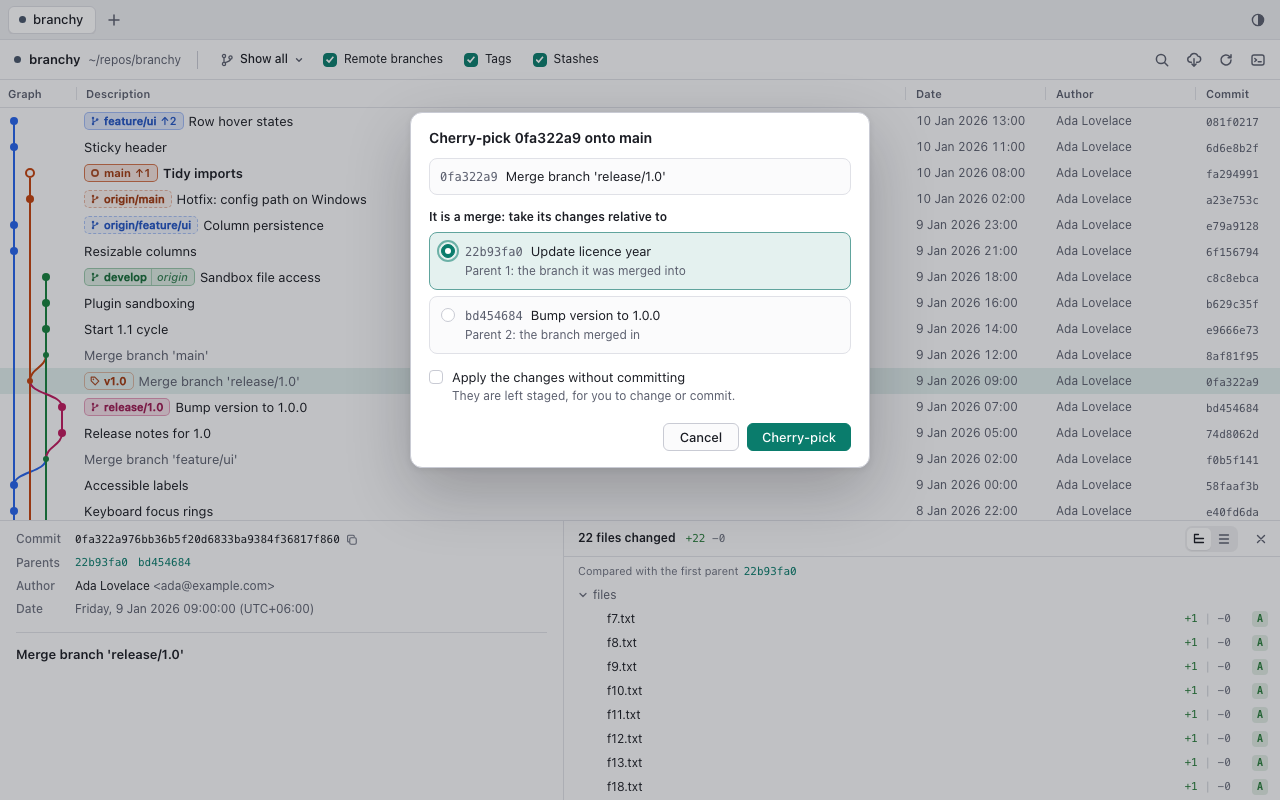 branchy
branchy ~/repos/branchy Show all Remote branches Tags Stashes
Graph Description Date Author Commit
feature/ui ↑2 Row hover states 10 Jan 2026 13:00 Ada Lovelace 081f0217
Sticky header 10 Jan 2026 11:00 Ada Lovelace 6d6e8b2f
main ↑1 Tidy imports 10 Jan 2026 08:00 Ada Lovelace fa294991
origin/main Hotfix: config path on Windows 10 Jan 2026 02:00 Ada Lovelace a23e753c
origin/feature/ui Column persistence 9 Jan 2026 23:00 Ada Lovelace e79a9128
Resizable columns 9 Jan 2026 21:00 Ada Lovelace 6f156794
develop origin Sandbox file access 9 Jan 2026 18:00 Ada Lovelace c8c8ebca
Plugin sandboxing 9 Jan 2026 16:00 Ada Lovelace b629c35f
Start 1.1 cycle 9 Jan 2026 14:00 Ada Lovelace e9666e73
Merge branch 'main' 9 Jan 2026 12:00 Ada Lovelace 8af81f95
v1.0 Merge branch 'release/1.0' 9 Jan 2026 09:00 Ada Lovelace 0fa322a9
release/1.0 Bump version to 1.0.0 9 Jan 2026 07:00 Ada Lovelace bd454684
Release notes for 1.0 9 Jan 2026 05:00 Ada Lovelace 74d8062d
Merge branch 'feature/ui' 9 Jan 2026 02:00 Ada Lovelace f0b5f141
Accessible labels 9 Jan 2026 00:00 Ada Lovelace 58faaf3b
Keyboard focus rings 8 Jan 2026 22:00 Ada Lovelace e40fd6da
Cherry-pick 0fa322a9 onto main
0fa322a9 Merge branch 'release/1.0'
It is a merge: take its changes relative to
22b93fa0 Update licence year
Parent 1: the branch it was merged into
bd454684 Bump version to 1.0.0
Parent 2: the branch merged in
Apply the changes without committing
They are left staged, for you to change or commit.
Cancel Cherry-pick
Commit 0fa322a976bb36b5f20d6833ba9384f36817f860
Parents 22b93fa0 bd454684
Author Ada Lovelace <ada@example.com>
Date Friday, 9 Jan 2026 09:00:00 (UTC+06:00)
Merge branch 'release/1.0'
22 files changed +22 −0
Compared with the first parent 22b93fa0
files
f7.txt +1 | −0 A
f8.txt +1 | −0 A
f9.txt +1 | −0 A
f10.txt +1 | −0 A
f11.txt +1 | −0 A
f12.txt +1 | −0 A
f13.txt +1 | −0 A
f18.txt +1 | −0 A